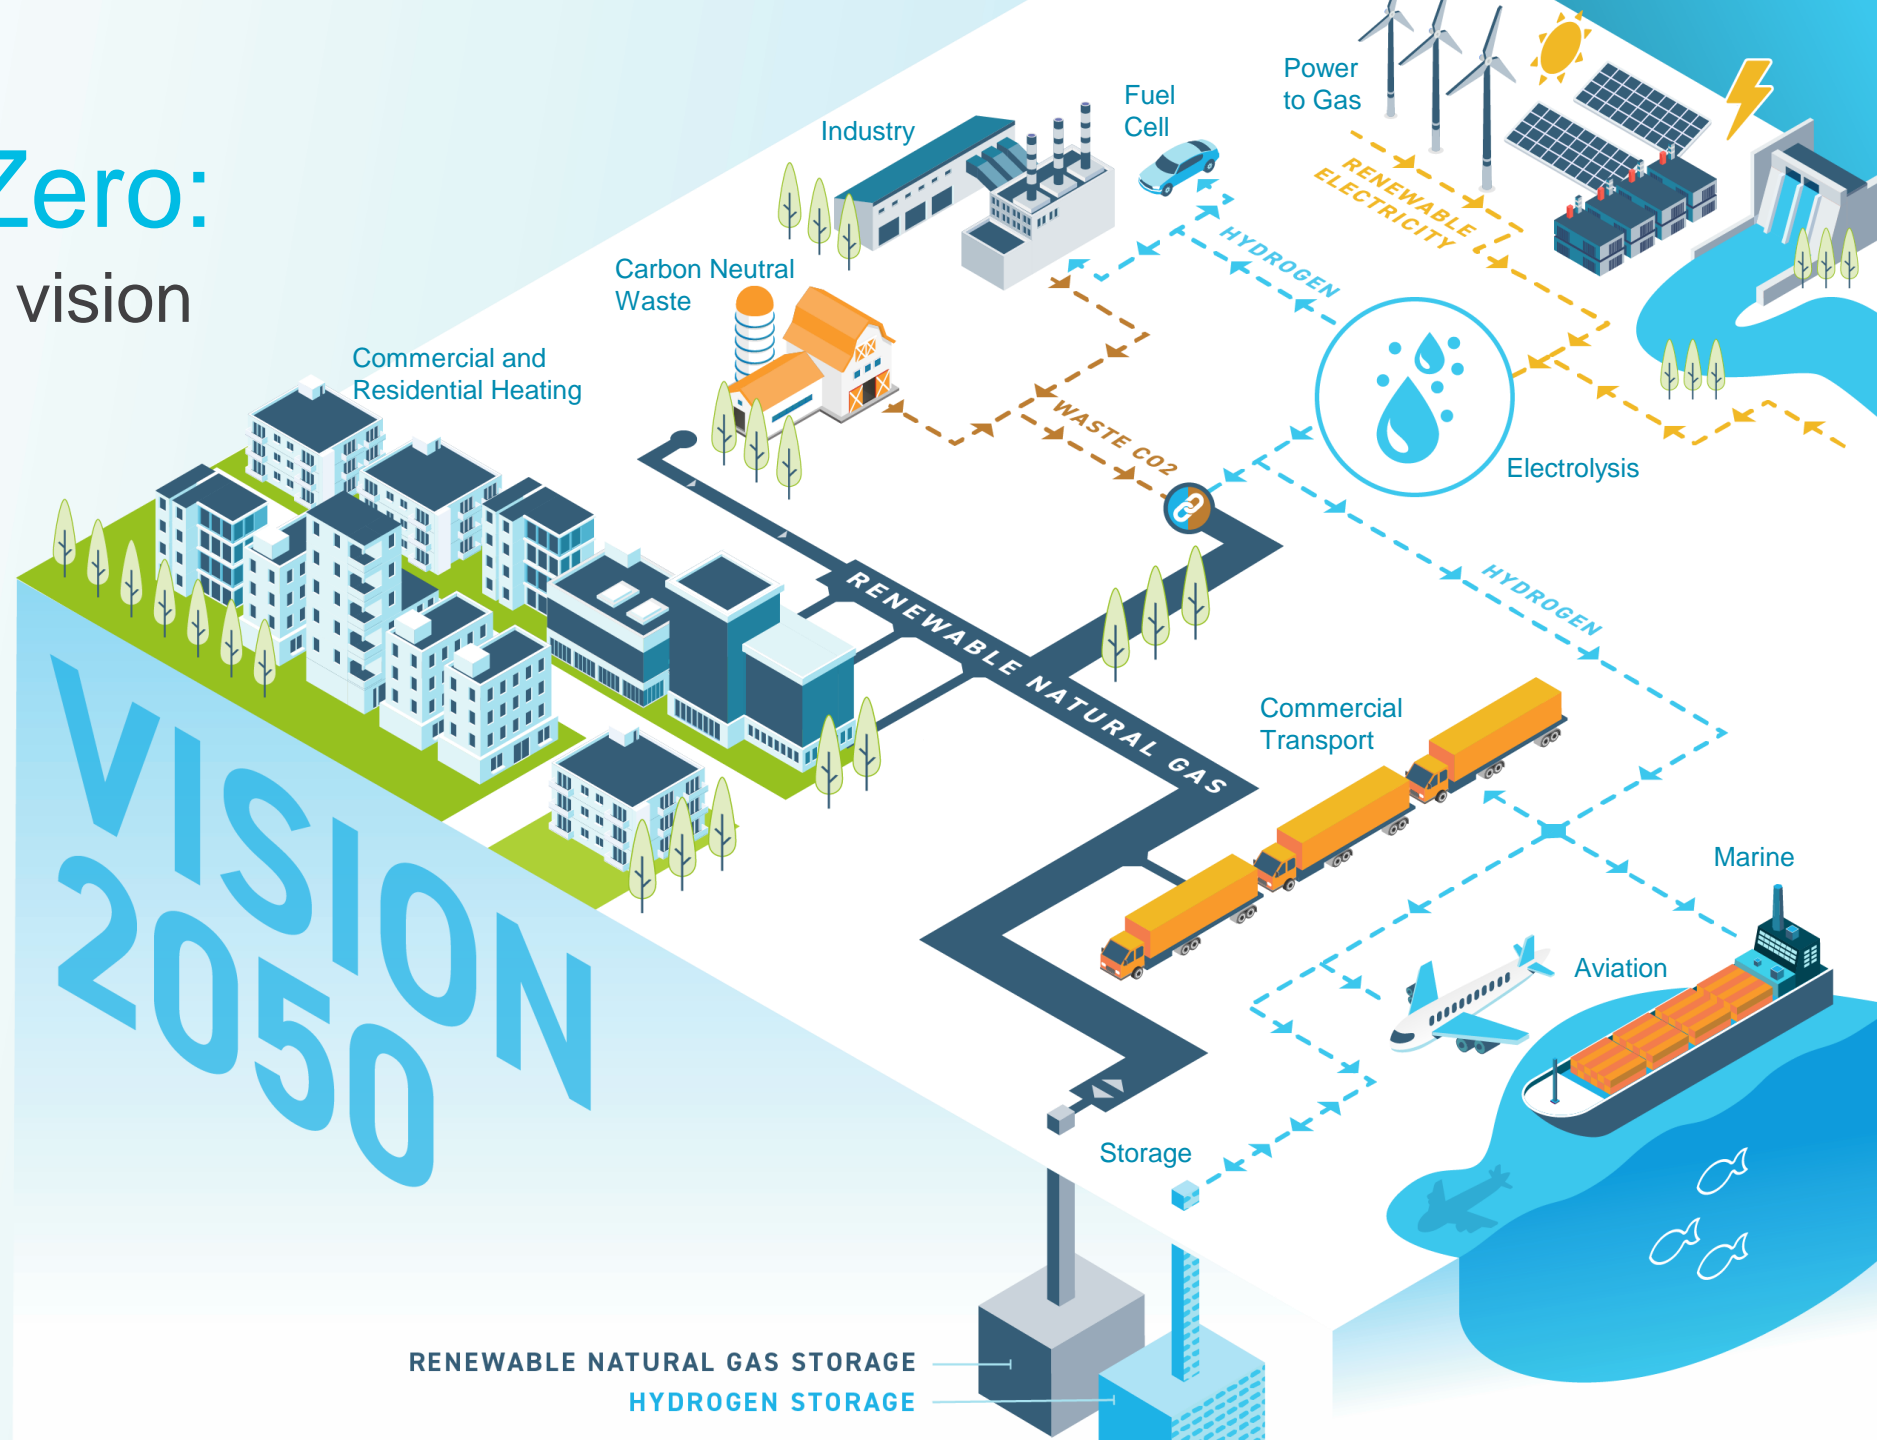 Zero:
vision
Power
to Gas
Fuel
Cell
Industry
RENEWABLE
ELECTRICITY
HYDROGEN
Carbon Neutral
Waste
Commercial and
Residential Heating
WASTE CO2
Electrolysis
RENEWABLE NATURAL GAS
HYDROGEN
Commercial
Transport
Marine
Aviation
VISION
2050
Storage
RENEWABLE NATURAL GAS STORAGE
HYDROGEN STORAGE